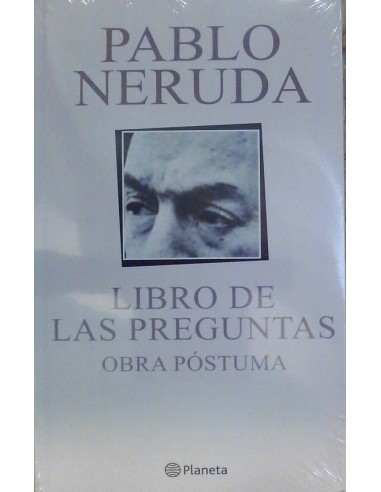 PABLO
NERUDA
LIBRO DE
LAS PREGUNTAS
OBRA PÓSTUMA
Planeta